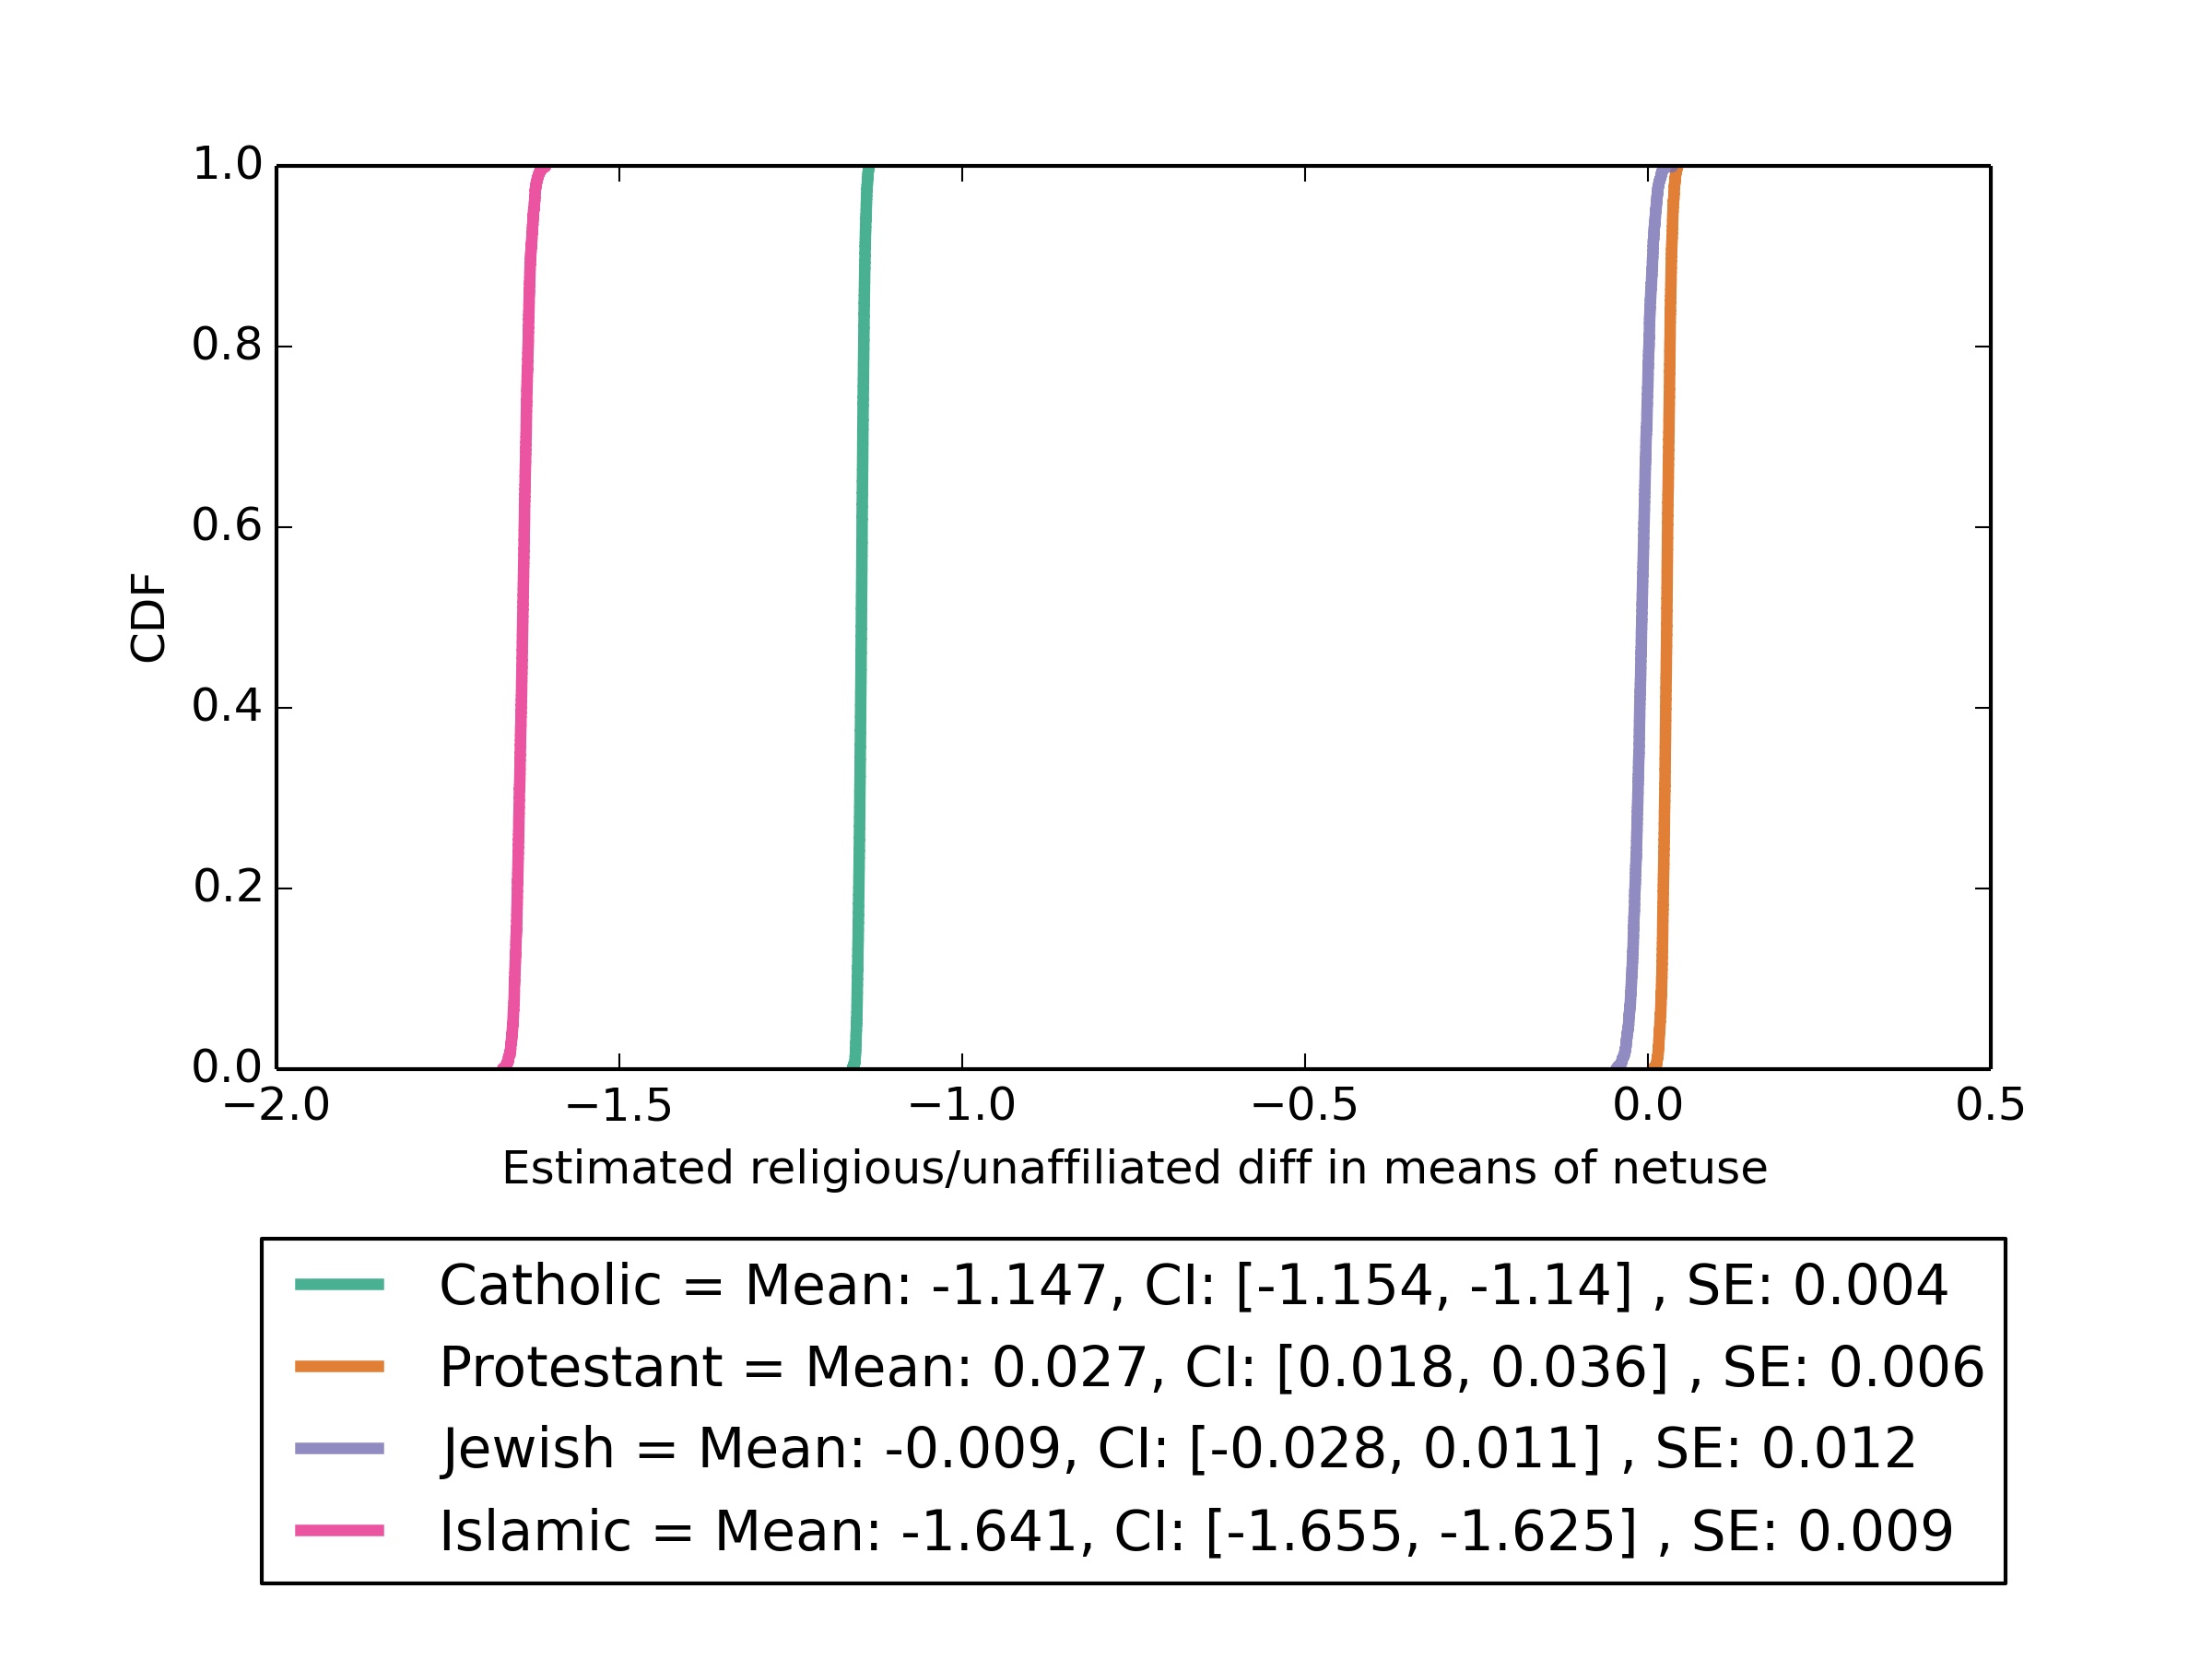 1.0
0.8
0.6
0.4
0.2
0.0
CDF
−2.0 −1.5 −1.0 −0.5 0.0 0.5
Estimated religious/unaffiliated diff in means of netuse
Catholic = Mean: -1.147, CI: [-1.154, -1.14] , SE: 0.004
Protestant = Mean: 0.027, CI: [0.018, 0.036] , SE: 0.006
Jewish = Mean: -0.009, CI: [-0.028, 0.011] , SE: 0.012
Islamic = Mean: -1.641, CI: [-1.655, -1.625] , SE: 0.009